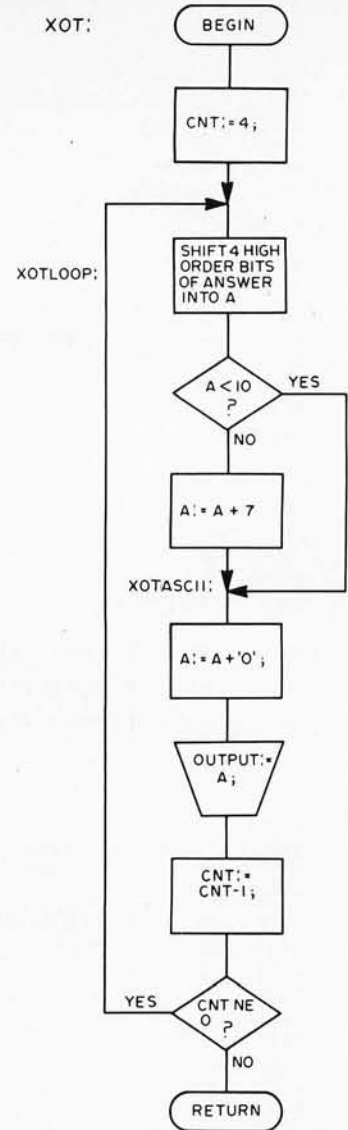 XOT:
BEGIN
CNT:=4;
XOTLOOP:
SHIFT 4 HIGH
ORDER BITS
OF ANSWER
INTO A
A<10
?
YES
NO
A:=A+7
XOTASCII:
A:=A+'0';
OUTPUT:=
A;
CNT:=
CNT-1;
YES
CNT NE
0
?
NO
RETURN